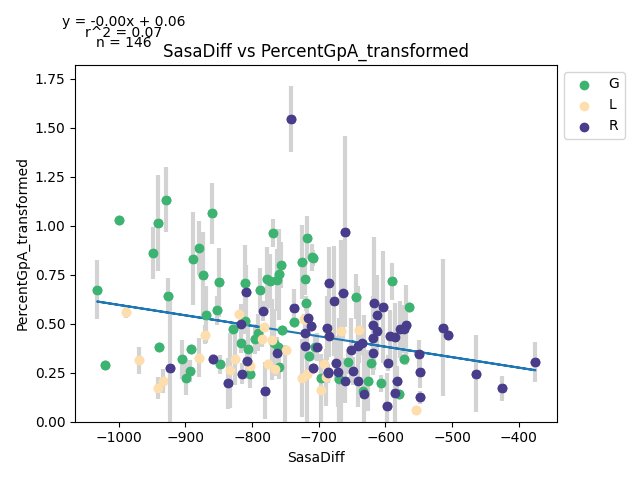 y = -0.00x + 0.06
r^2 = 0.07
n = 146
SasaDiff vs PercentGpA_transformed
G
L
R
PercentGpA_transformed
1.75
1.50
1.25
1.00
0.75
0.50
0.25
0.00
−1000 −900 −800 −700 −600 −500 −400
SasaDiff